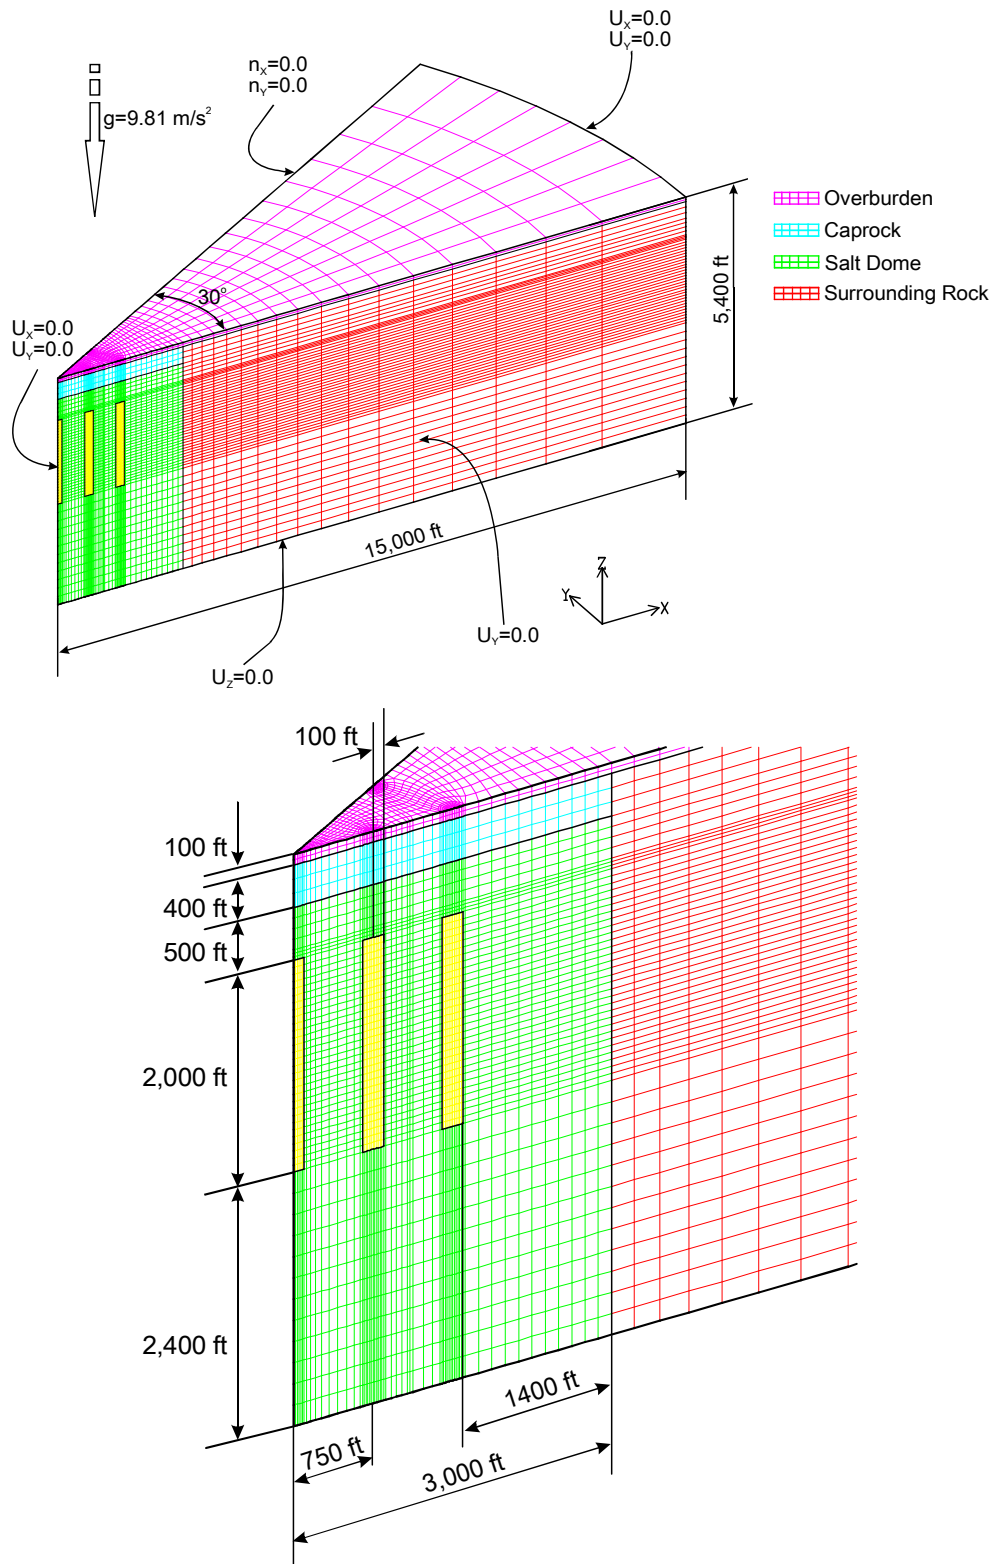 Uₓ=0.0
U_Y=0.0
nₓ=0.0
n_Y=0.0
g=9.81 m/s²
Overburden
Caprock
Salt Dome
Surrounding Rock
5,400 ft
30°
Uₓ=0.0
U_Y=0.0
15,000 ft
Z
Y
X
U_Y=0.0
U_Z=0.0
100 ft
100 ft
400 ft
500 ft
2,000 ft
2,400 ft
1400 ft
750 ft
3,000 ft